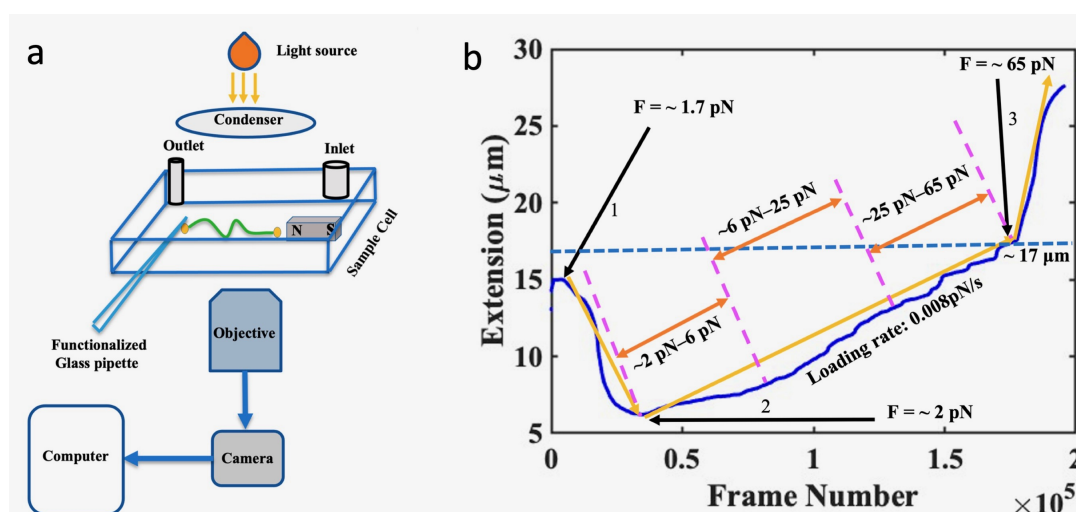 a
Light source
Condenser
Outlet
Inlet
N
S
Sample Cell
Functionalized
Glass pipette
Objective
Camera
Computer
b
30
25
20
15
10
5
Extension (μm)
F = ~ 1.7 pN
F = ~ 65 pN
1
3
~6 pN–25 pN
~25 pN–65 pN
~ 17 μm
~2 pN–6 pN
Loading rate: 0.008pN/s
2
F = ~ 2 pN
0
0.5
1
1.5
2
Frame Number
×10⁵